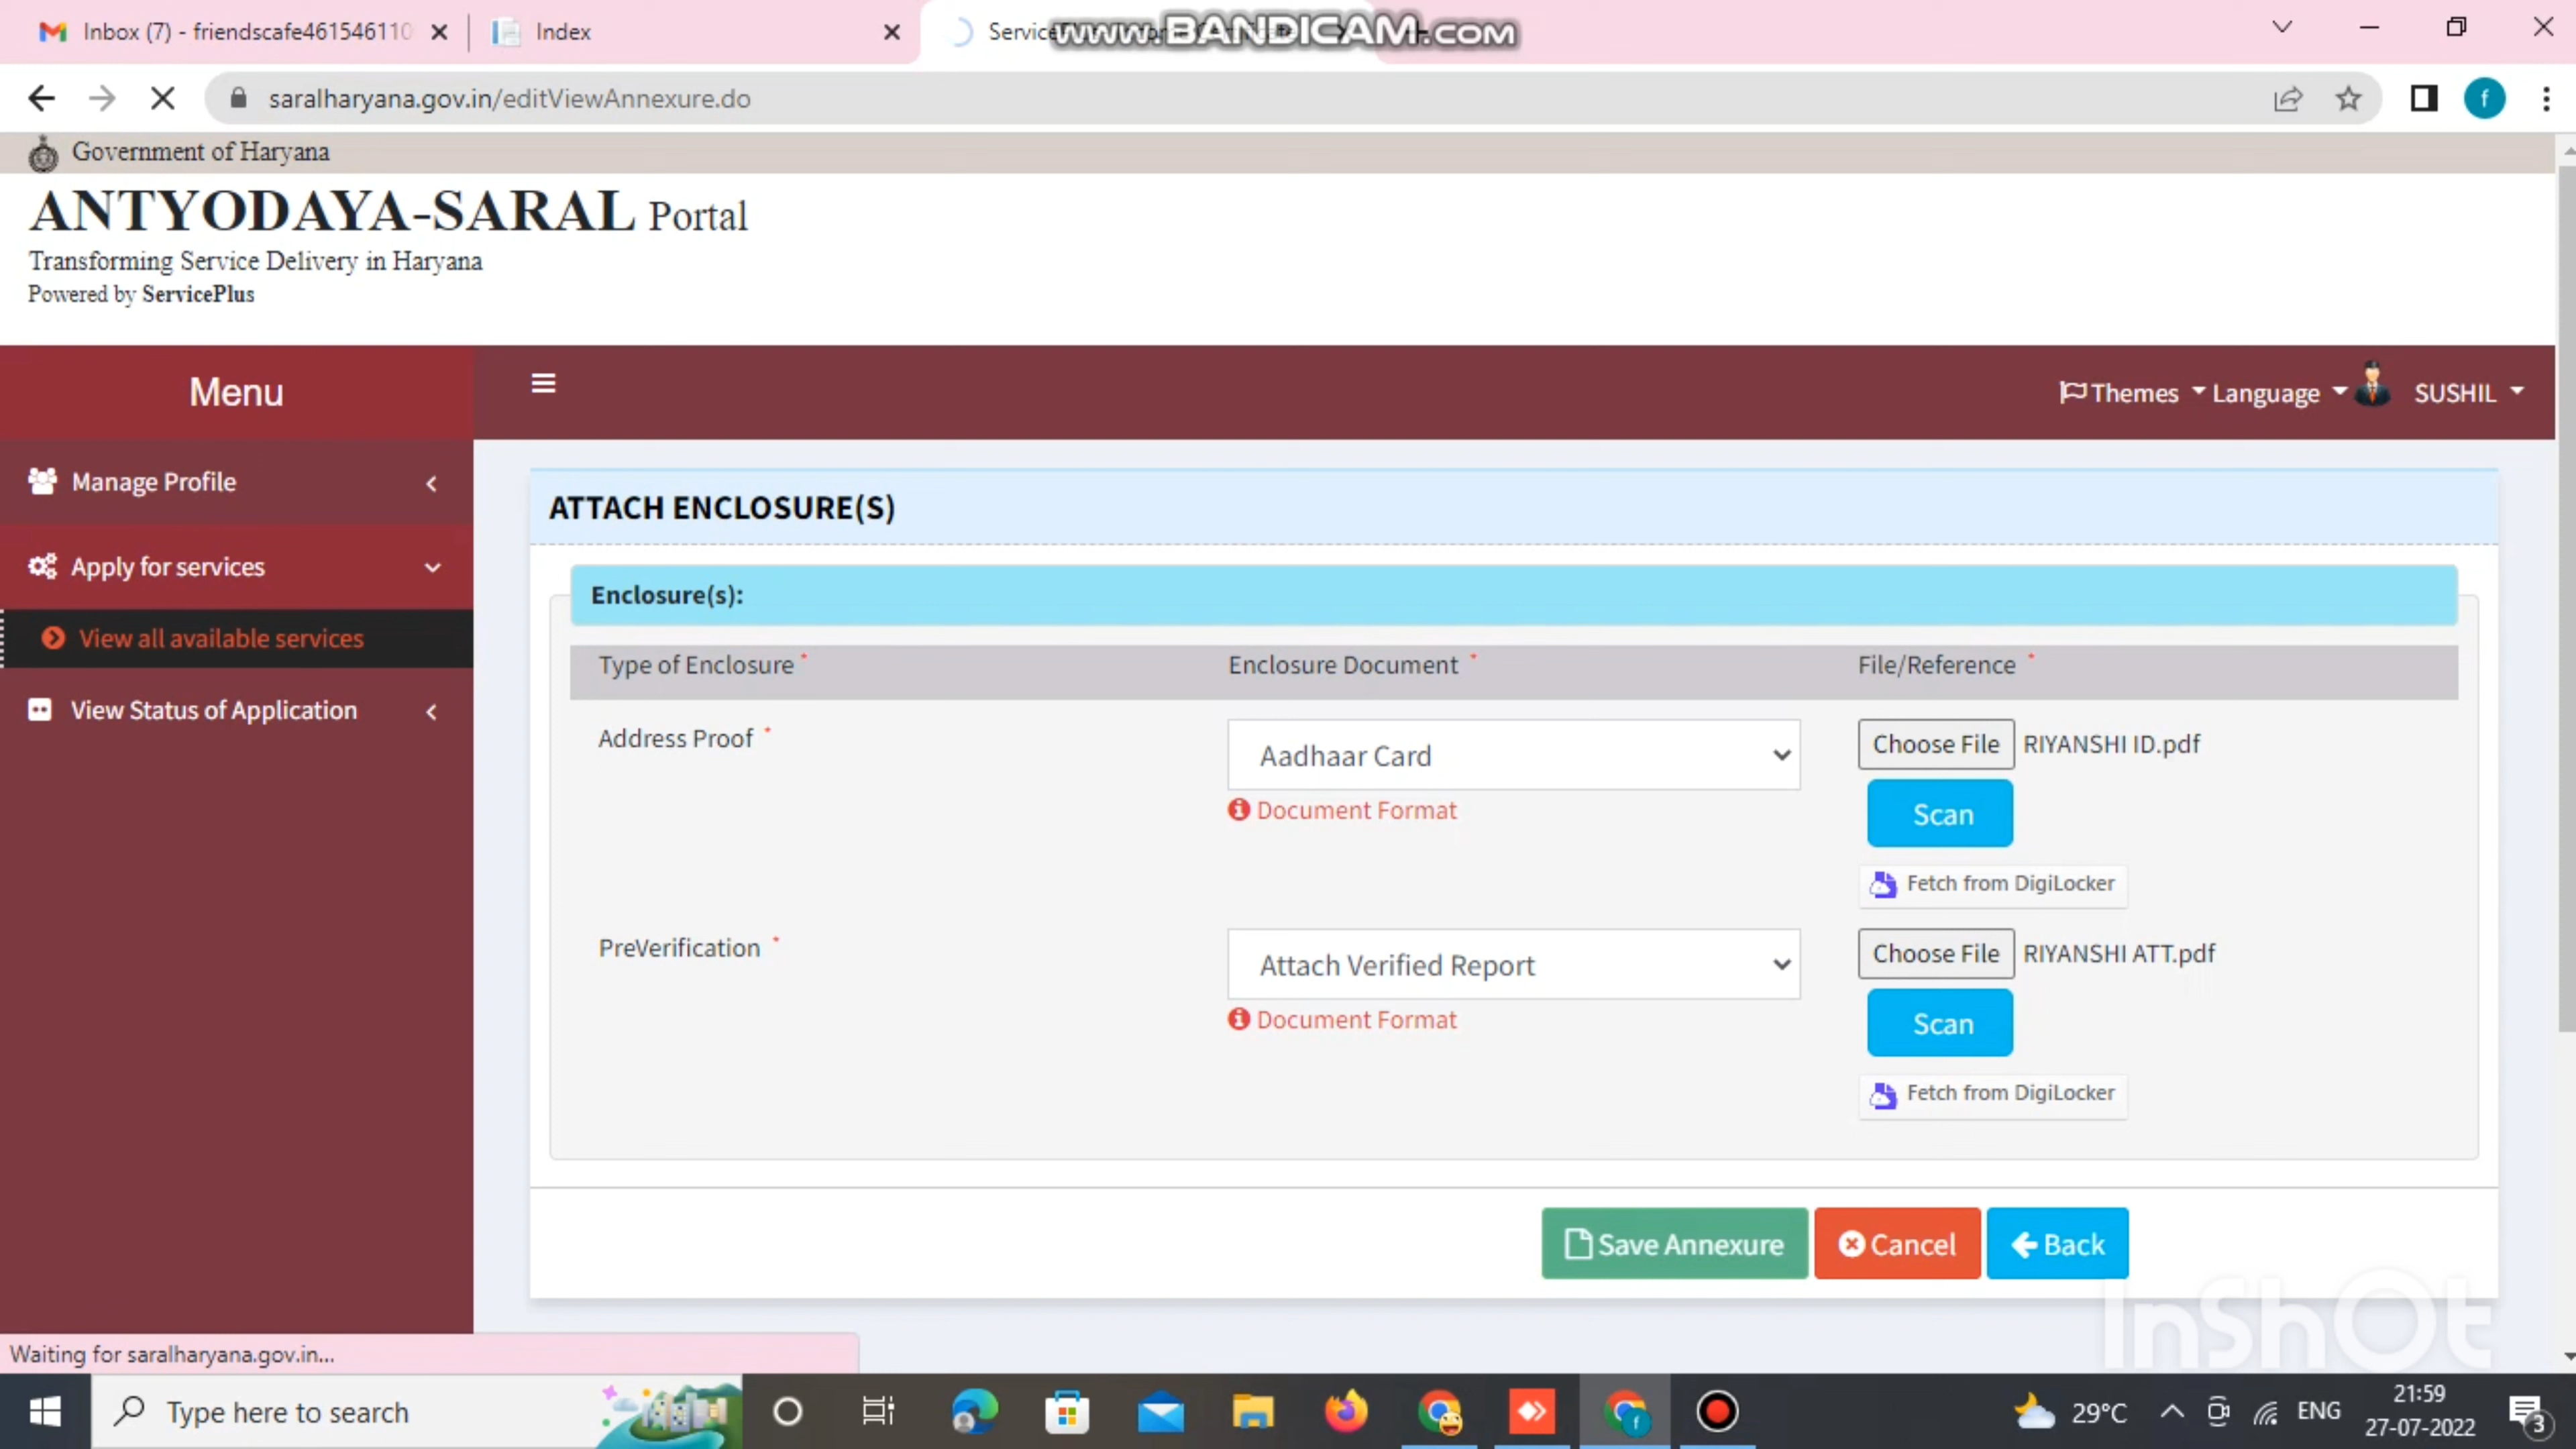 Inbox (7) - friendscafe461546110
Index
www.BANDICAM.com
saralharyana.gov.in/editViewAnnexure.do
Government of Haryana
ANTYODAYA-SARAL Portal
Transforming Service Delivery in Haryana
Powered by ServicePlus
Menu
Themes Language SUSHIL
Manage Profile
Apply for services
View all available services
View Status of Application
ATTACH ENCLOSURE(S)
Enclosure(s):
Type of Enclosure * Enclosure Document * File/Reference *
Address Proof * Aadhaar Card Choose File RIYANSHI ID.pdf
Document Format
Scan
Fetch from DigiLocker
PreVerification * Attach Verified Report Choose File RIYANSHI ATT.pdf
Document Format
Scan
Fetch from DigiLocker
Save Annexure Cancel Back
InShOt
Waiting for saralharyana.gov.in...
Type here to search
29°C ENG
21:59
27-07-2022
3